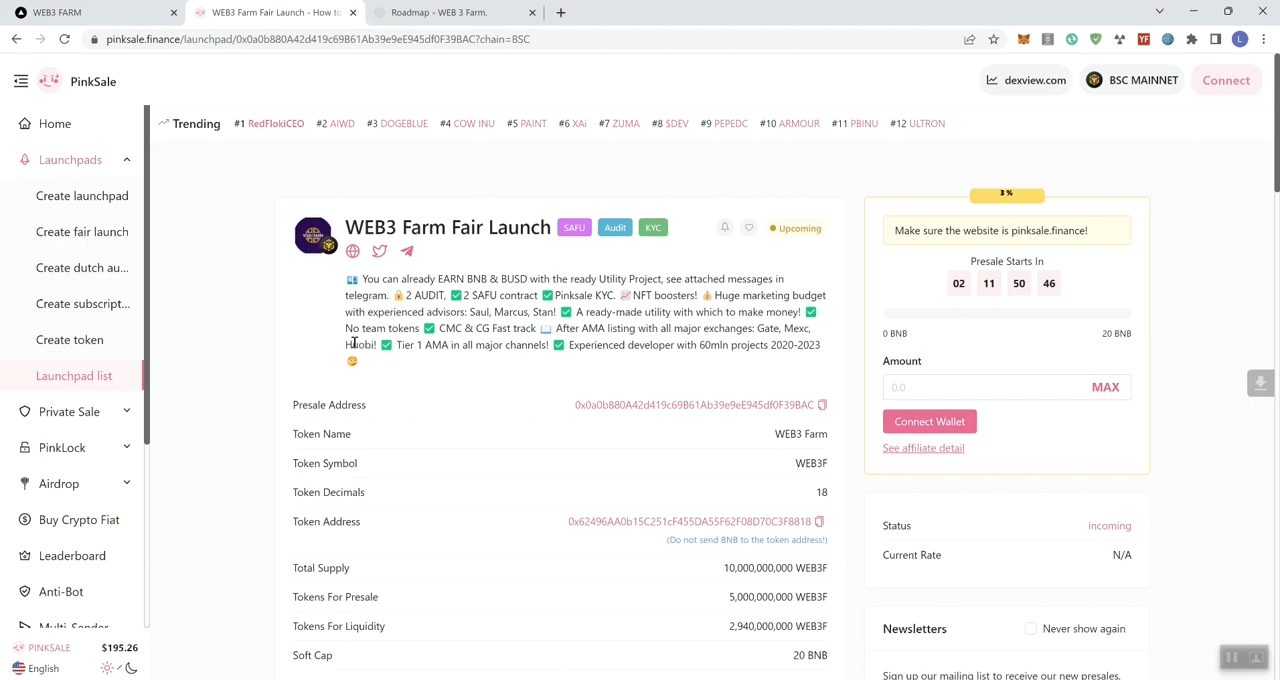 WEB3 FARM
WEB3 Farm Fair Launch - How to
Roadmap - WEB 3 Farm.
pinksale.finance/launchpad/0x0a0b880A42d419c69B61Ab39e9eE945df0F39BAC?chain=BSC
PinkSale
dexview.com
BSC MAINNET
Connect
Home
Launchpads
Create launchpad
Create fair launch
Create dutch au...
Create subscript...
Create token
Launchpad list
Private Sale
PinkLock
Airdrop
Buy Crypto Fiat
Leaderboard
Anti-Bot
Multi-Sender
PINKSALE $195.26
English
Trending #1 RedFlokiCEO #2 AIWD #3 DOGEBLUE #4 COW INU #5 PAINT #6 XAi #7 ZUMA #8 $DEV #9 PEPEDC #10 ARMOUR #11 PBINU #12 ULTRON
WEB3 Farm Fair Launch SAFU Audit KYC
Upcoming
💶 You can already EARN BNB & BUSD with the ready Utility Project, see attached messages in
telegram. 🔒2 AUDIT, ✅2 SAFU contract ✅Pinksale KYC. 📈NFT boosters! 💰Huge marketing budget
with experienced advisors: Saul, Marcus, Stan! ✅ A ready-made utility with which to make money! ✅
No team tokens ✅ CMC & CG Fast track 📖 After AMA listing with all major exchanges: Gate, Mexc,
Huobi! ✅ Tier 1 AMA in all major channels! ✅ Experienced developer with 60mln projects 2020-2023
Presale Address 0x0a0b880A42d419c69B61Ab39e9eE945df0F39BAC
Token Name WEB3 Farm
Token Symbol WEB3F
Token Decimals 18
Token Address 0x62496AA0b15C251cF455DA55F62F08D70C3F8818
(Do not send BNB to the token address!)
Total Supply 10,000,000,000 WEB3F
Tokens For Presale 5,000,000,000 WEB3F
Tokens For Liquidity 2,940,000,000 WEB3F
Soft Cap 20 BNB
3 %
Make sure the website is pinksale.finance!
Presale Starts In
02 11 50 46
0 BNB 20 BNB
Amount
0.0 MAX
Connect Wallet
See affiliate detail
Status incoming
Current Rate N/A
Newsletters Never show again
Sign up our mailing list to receive our new presales,